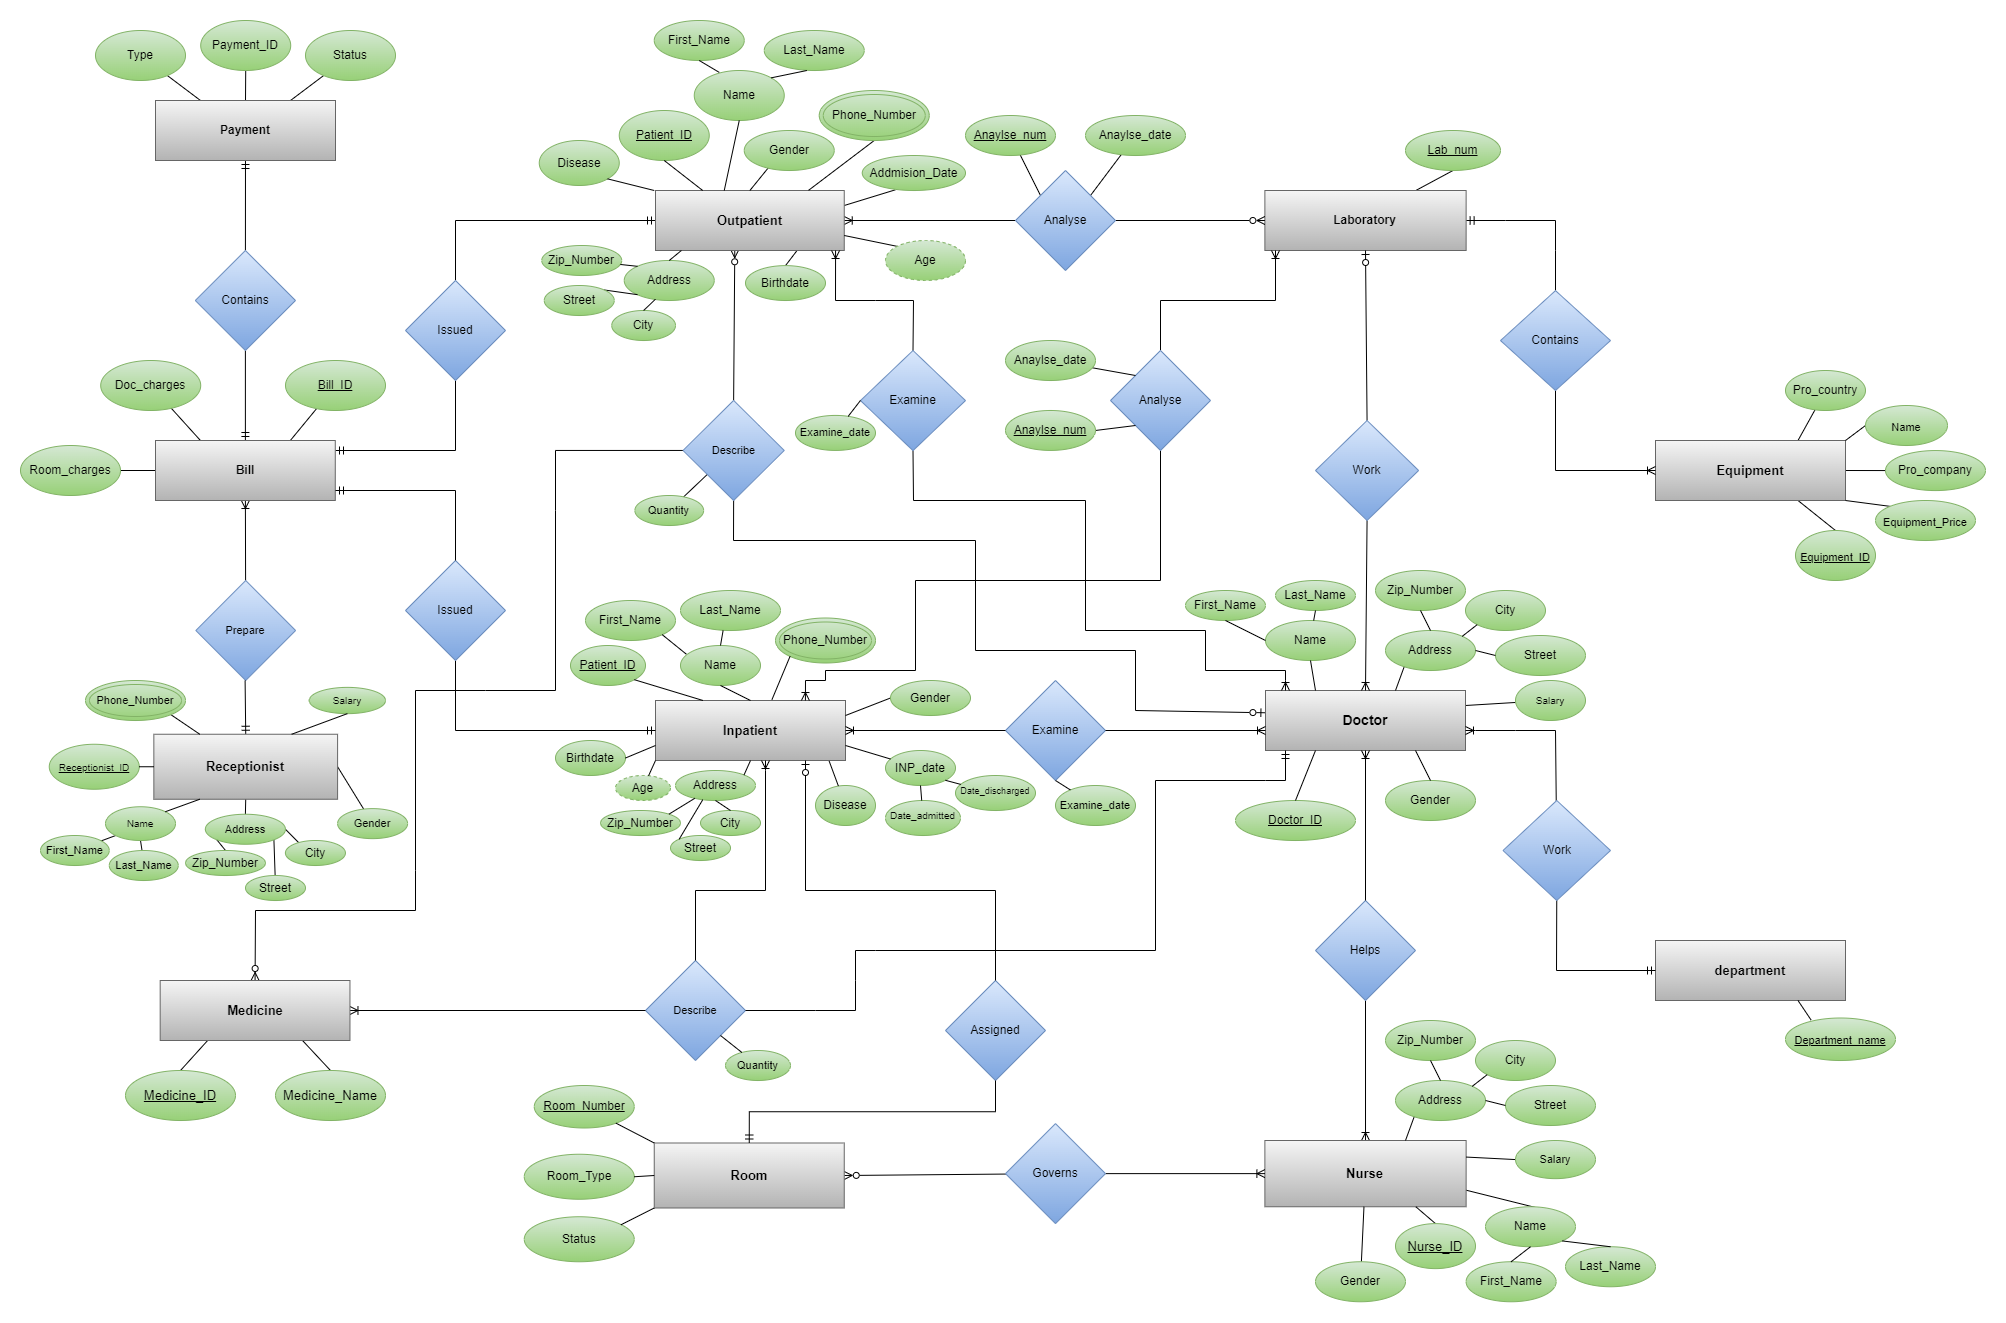 First_Name
Last_Name
Type
Payment_ID
Status
Name
Phone_Number
Payment
Patient_ID
Anaylse_num
Anaylse_date
Gender
Lab_num
Disease
Addmision_Date
Outpatient
Analyse
Laboratory
Zip_Number
Address
Age
Birthdate
Contains
Street
City
Issued
Contains
Anaylse_date
Doc_charges
Bill_ID
Pro_country
Examine
Analyse
Name
Examine_date
Anaylse_num
Describe
Room_charges
Bill
Work
Equipment
Pro_company
Quantity
Equipment_Price
Equipment_ID
Zip_Number
First_Name
Last_Name
City
First_Name
Last_Name
Prepare
Issued
Phone_Number
Name
Address
Street
Patient_ID
Name
Phone_Number
Salary
Gender
Salary
Inpatient
Examine
Doctor
Birthdate
Receptionist_ID
Receptionist
INP_date
Age
Address
Disease
Date_discharged
Examine_date
Gender
Name
Address
Gender
Zip_Number
City
Date_admitted
Doctor_ID
First_Name
Last_Name
Zip_Number
City
Street
Work
Street
Helps
department
Medicine
Describe
Assigned
Zip_Number
Department_name
Quantity
City
Medicine_ID
Medicine_Name
Room_Number
Address
Street
Room_Type
Room
Governs
Nurse
Salary
Status
Name
Nurse_ID
Gender
First_Name
Last_Name